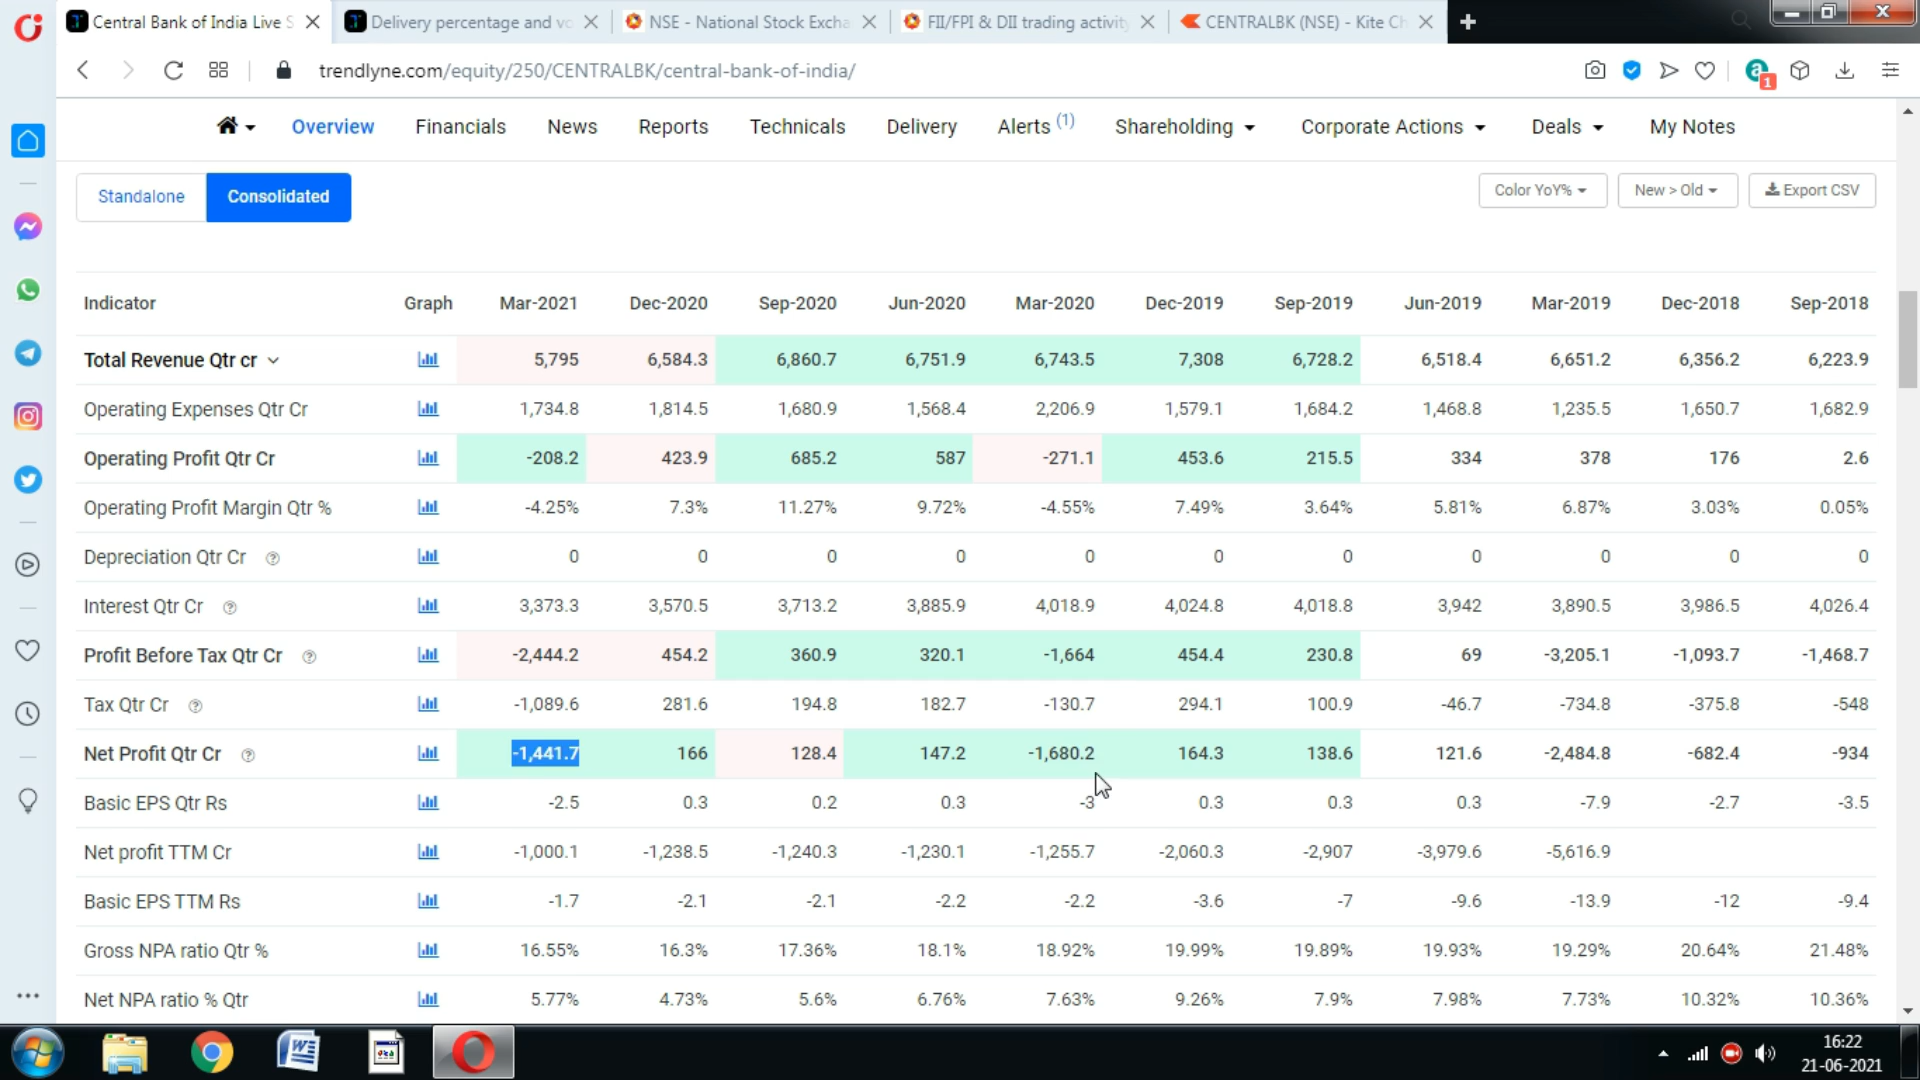 Central Bank of India Live S
Delivery percentage and vo
NSE - National Stock Excha
FII/FPI & DII trading activity
CENTRALBK (NSE) - Kite Ch
trendlyne.com/equity/250/CENTRALBK/central-bank-of-india/
a 1
Overview Financials News Reports Technicals Delivery Alerts (1) Shareholding Corporate Actions Deals My Notes
Standalone Consolidated Color YoY% New > Old Export CSV
Indicator Graph Mar-2021 Dec-2020 Sep-2020 Jun-2020 Mar-2020 Dec-2019 Sep-2019 Jun-2019 Mar-2019 Dec-2018 Sep-2018
Total Revenue Qtr cr 5,795 6,584.3 6,860.7 6,751.9 6,743.5 7,308 6,728.2 6,518.4 6,651.2 6,356.2 6,223.9
Operating Expenses Qtr Cr 1,734.8 1,814.5 1,680.9 1,568.4 2,206.9 1,579.1 1,684.2 1,468.8 1,235.5 1,650.7 1,682.9
Operating Profit Qtr Cr -208.2 423.9 685.2 587 -271.1 453.6 215.5 334 378 176 2.6
Operating Profit Margin Qtr % -4.25% 7.3% 11.27% 9.72% -4.55% 7.49% 3.64% 5.81% 6.87% 3.03% 0.05%
Depreciation Qtr Cr ? 0 0 0 0 0 0 0 0 0 0 0
Interest Qtr Cr ? 3,373.3 3,570.5 3,713.2 3,885.9 4,018.9 4,024.8 4,018.8 3,942 3,890.5 3,986.5 4,026.4
Profit Before Tax Qtr Cr ? -2,444.2 454.2 360.9 320.1 -1,664 454.4 230.8 69 -3,205.1 -1,093.7 -1,468.7
Tax Qtr Cr ? -1,089.6 281.6 194.8 182.7 -130.7 294.1 100.9 -46.7 -734.8 -375.8 -548
Net Profit Qtr Cr ? -1,441.7 166 128.4 147.2 -1,680.2 164.3 138.6 121.6 -2,484.8 -682.4 -934
Basic EPS Qtr Rs -2.5 0.3 0.2 0.3 -3 0.3 0.3 0.3 -7.9 -2.7 -3.5
Net profit TTM Cr -1,000.1 -1,238.5 -1,240.3 -1,230.1 -1,255.7 -2,060.3 -2,907 -3,979.6 -5,616.9
Basic EPS TTM Rs -1.7 -2.1 -2.1 -2.2 -2.2 -3.6 -7 -9.6 -13.9 -12 -9.4
Gross NPA ratio Qtr % 16.55% 16.3% 17.36% 18.1% 18.92% 19.99% 19.89% 19.93% 19.29% 20.64% 21.48%
Net NPA ratio % Qtr 5.77% 4.73% 5.6% 6.76% 7.63% 9.26% 7.9% 7.98% 7.73% 10.32% 10.36%
16:22
21-06-2021